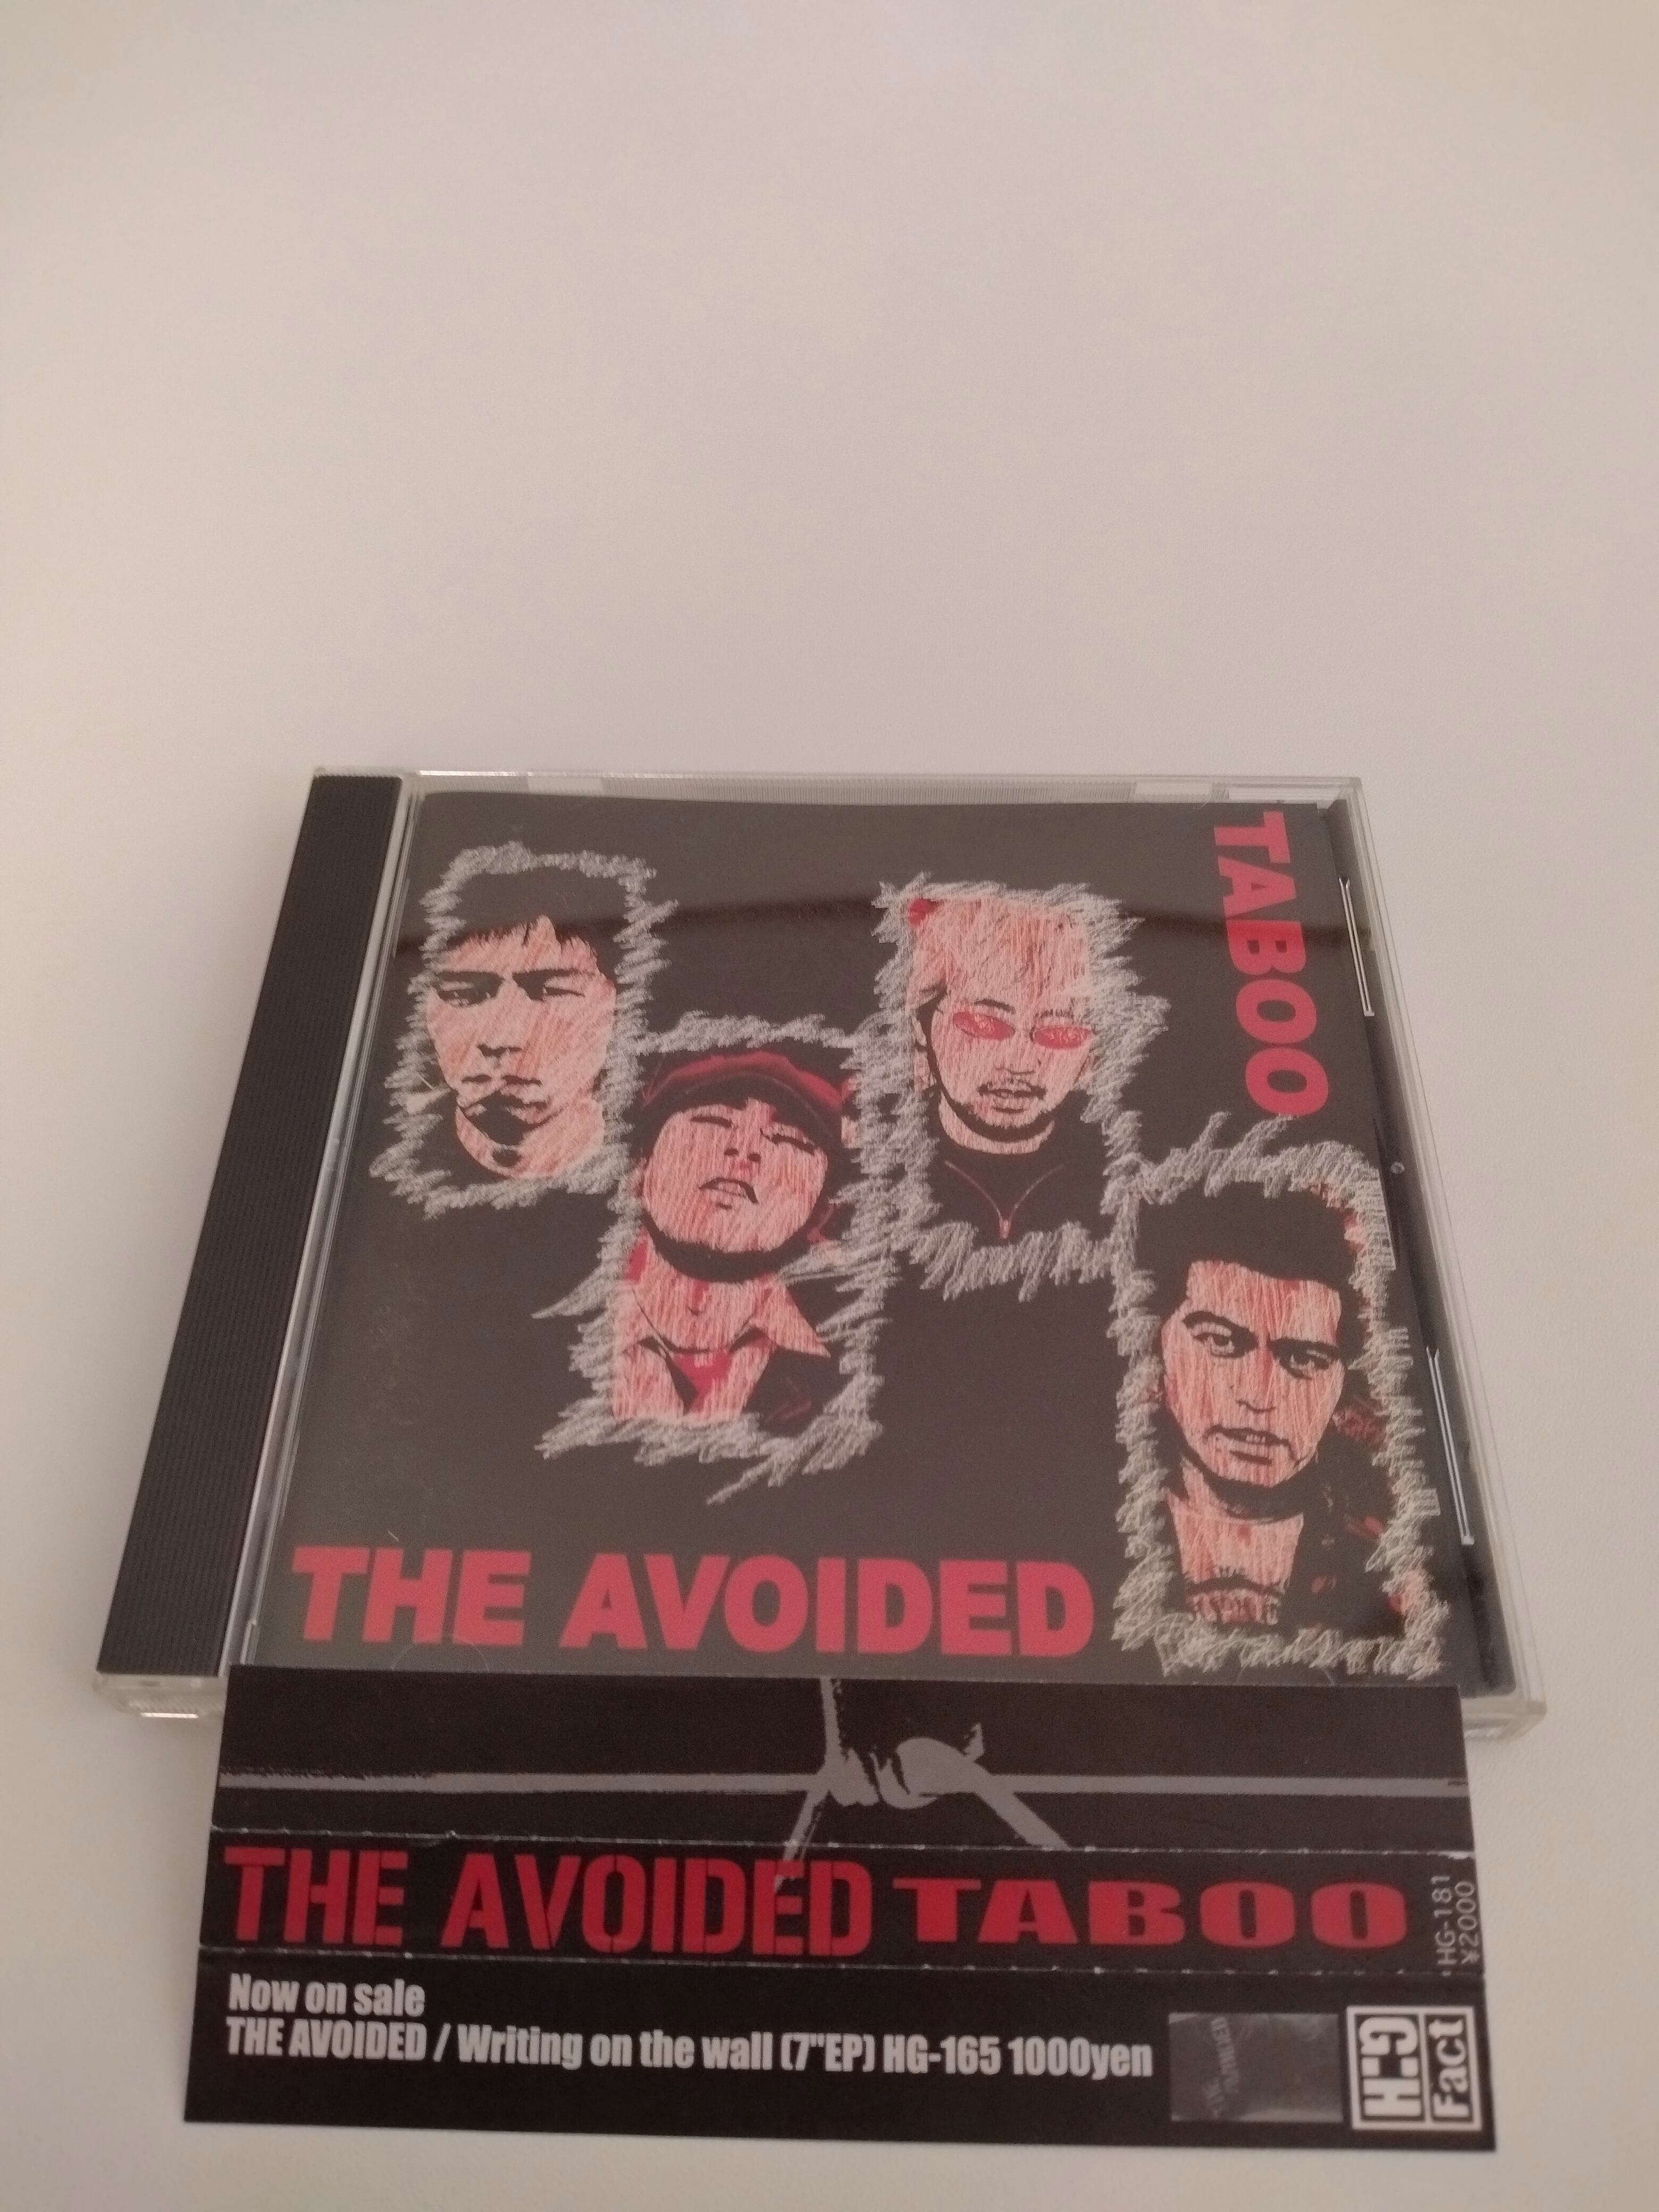 TABOO
THE AVOIDED
THE AVOIDED TABOO
HG-181
¥2000
Now on sale
THE AVOIDED / Writing on the wall (7"EP) HG-165 1000yen
H:G
Fact